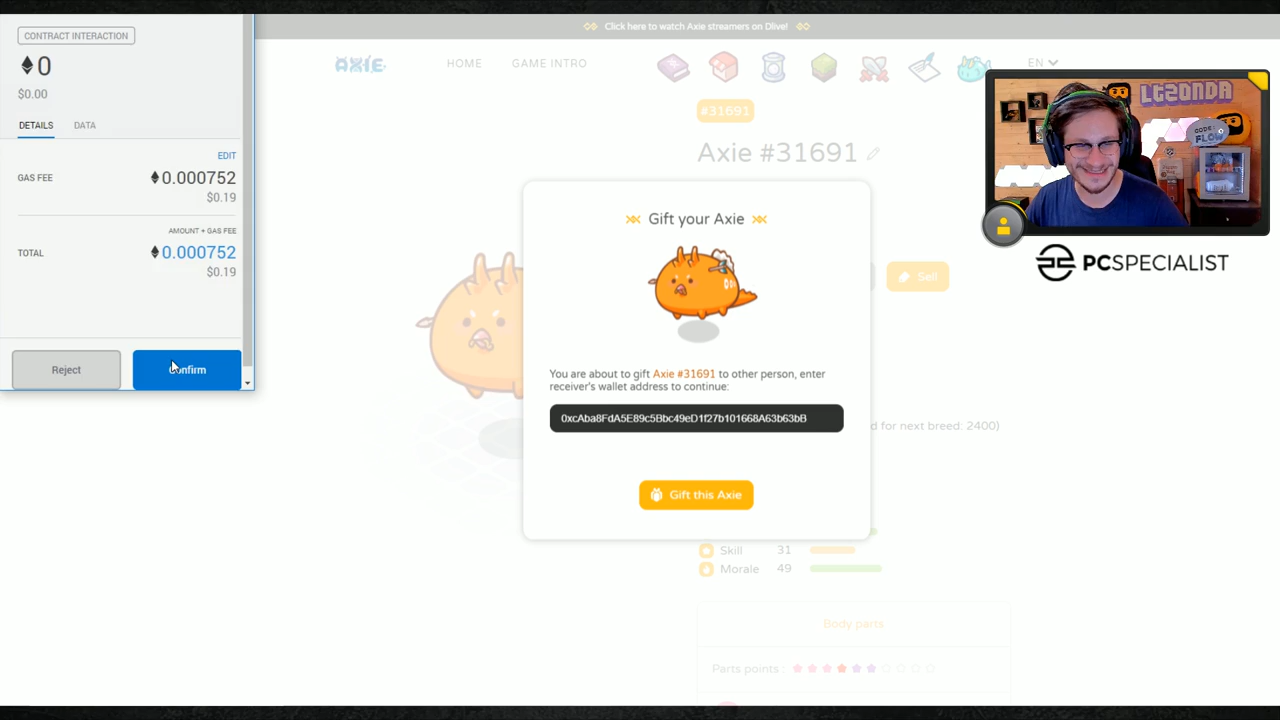 Click here to watch Axie streamers on Dlive!
AXIE
HOME
GAME INTRO
EN
CONTRACT INTERACTION
0
$0.00
DETAILS
DATA
EDIT
GAS FEE
0.000752
$0.19
AMOUNT + GAS FEE
TOTAL
0.000752
$0.19
Reject
Confirm
#31691
Axie #31691
Sell
Gift your Axie
You are about to gift Axie #31691 to other person, enter
receiver's wallet address to continue:
0xcAba8FdA5E89c5Bbc49eD1f27b101668A63b63bB
Gift this Axie
d for next breed: 2400)
Skill 31
Morale 49
Body parts
Parts points :
LTZONDA
CODE:
FLOW
PCSPECIALIST